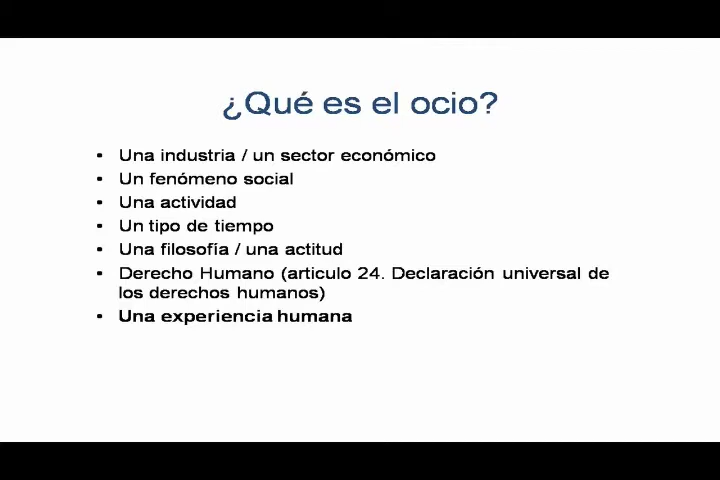 ¿Qué es el ocio?
• Una industria / un sector económico
• Un fenómeno social
• Una actividad
• Un tipo de tiempo
• Una filosofía / una actitud
• Derecho Humano (articulo 24. Declaración universal de
los derechos humanos)
• Una experiencia humana